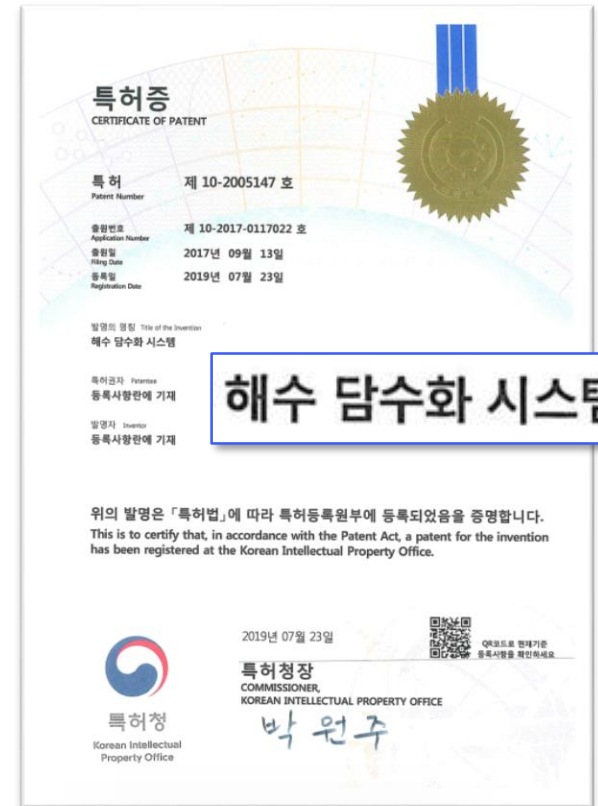 특허증
CERTIFICATE OF PATENT
특 허 제 10-2005147 호
Patent Number
출원번호 제 10-2017-0117022 호
Application Number
출원일 2017년 09월 13일
Filing Date
등록일 2019년 07월 23일
Registration Date
발명의 명칭 Title of the Invention
해수 담수화 시스템
특허권자 Patentee
등록사항란에 기재
해수 담수화 시스템
발명자 Inventor
등록사항란에 기재
위의 발명은 「특허법」에 따라 특허등록원부에 등록되었음을 증명합니다.
This is to certify that, in accordance with the Patent Act, a patent for the invention
has been registered at the Korean Intellectual Property Office.
2019년 07월 23일
QR코드로 현재기준
등록사항을 확인하세요
특허청장
COMMISSIONER,
KOREAN INTELLECTUAL PROPERTY OFFICE
박원주
특허청
Korean Intellectual
Property Office